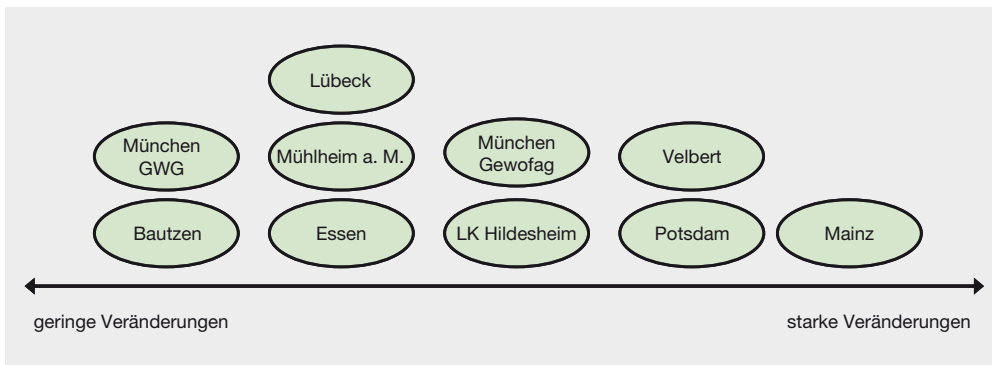 Lübeck
München
GWG
Mühlheim a. M.
München
Gewofag
Velbert
Bautzen
Essen
LK Hildesheim
Potsdam
Mainz
geringe Veränderungen
starke Veränderungen